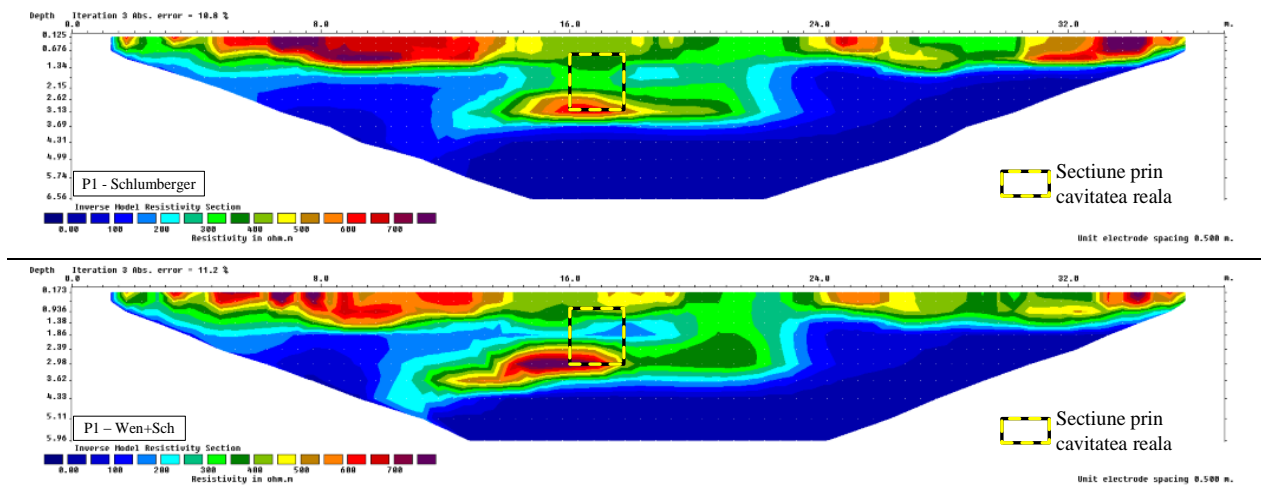 Depth Iteration 3 Abs. error = 10.8 %
0.0 8.0 16.0 24.0 32.0 m.
0.125
0.676
1.34
2.15
2.62
3.13
3.69
4.31
4.99
5.74
6.56
P1 - Schlumberger
Sectiune prin
cavitatea reala
Inverse Model Resistivity Section
0.00 100 200 300 400 500 600 700
Resistivity in ohm.m
Unit electrode spacing 0.500 m.
Depth Iteration 3 Abs. error = 11.2 %
0.0 8.0 16.0 24.0 32.0 m.
0.173
0.936
1.38
1.86
2.39
2.98
3.62
4.33
5.11
5.96
P1 – Wen+Sch
Sectiune prin
cavitatea reala
Inverse Model Resistivity Section
0.00 100 200 300 400 500 600 700
Resistivity in ohm.m
Unit electrode spacing 0.500 m.